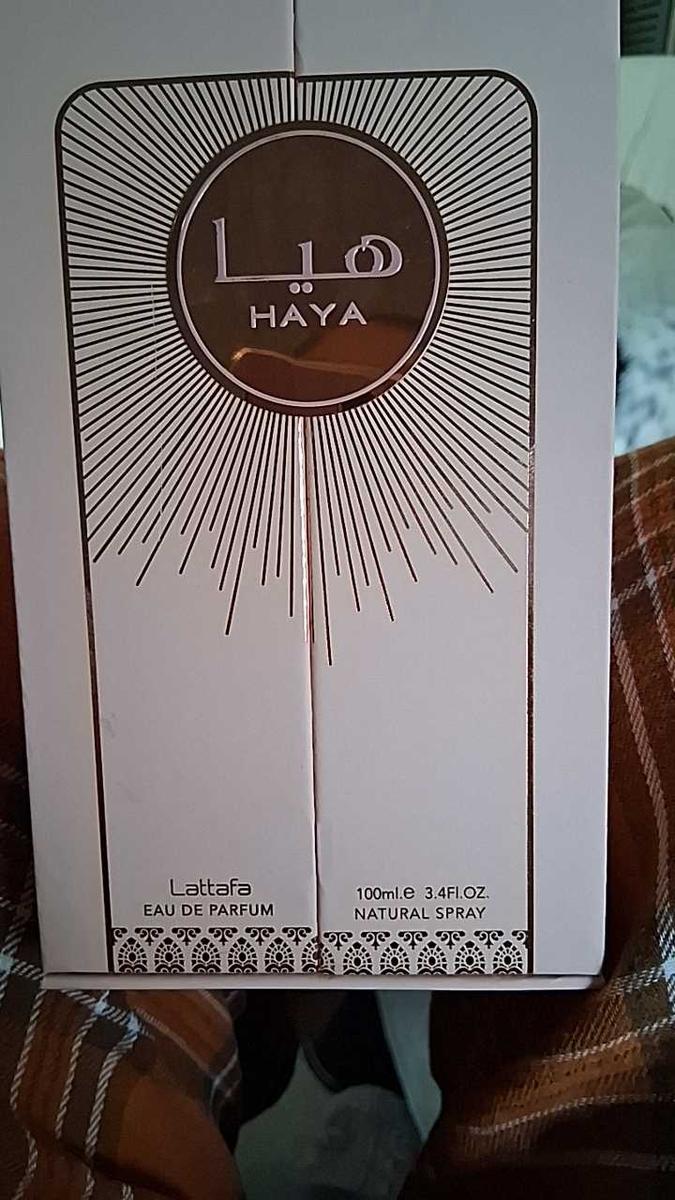 هيا
HAYA
Lattafa
EAU DE PARFUM
100ml.e 3.4Fl.OZ.
NATURAL SPRAY